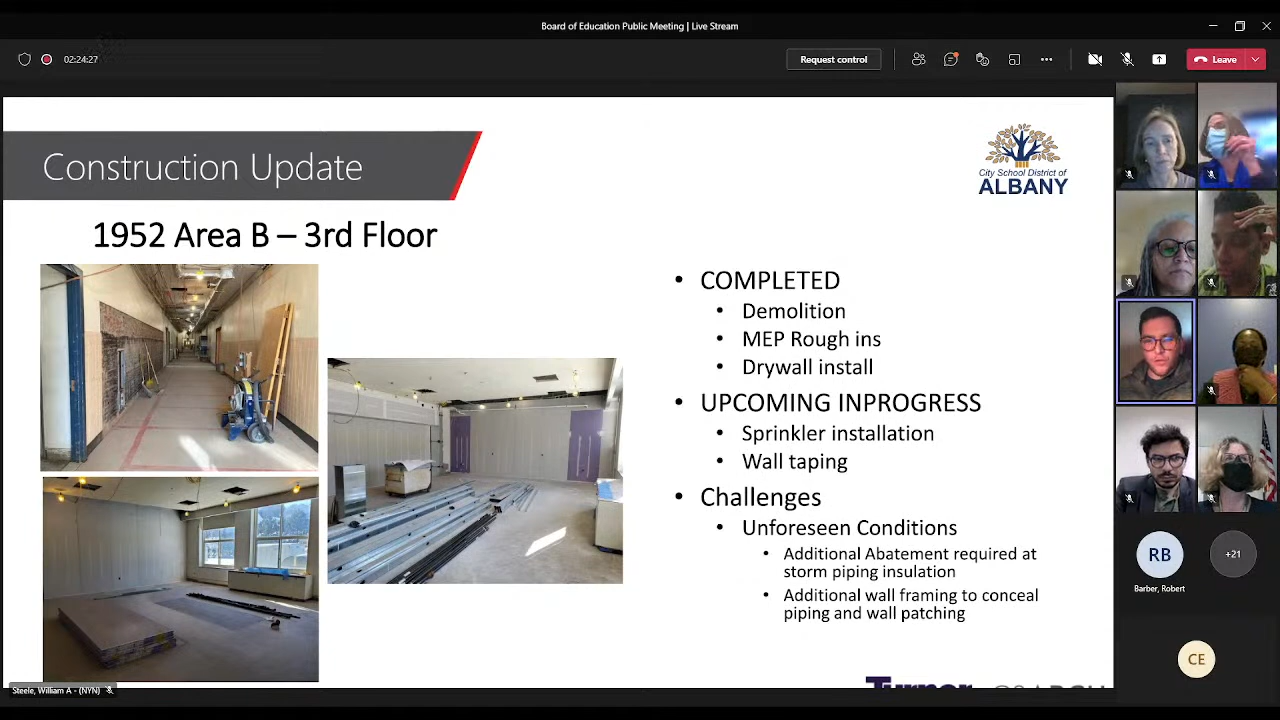 Board of Education Public Meeting | Live Stream
02:24:27
Request control
Leave
Construction Update
City School District of
ALBANY
1952 Area B – 3rd Floor
• COMPLETED
• Demolition
• MEP Rough ins
• Drywall install
• UPCOMING INPROGRESS
• Sprinkler installation
• Wall taping
• Challenges
• Unforeseen Conditions
• Additional Abatement required at
storm piping insulation
• Additional wall framing to conceal
piping and wall patching
RB
+21
Barber, Robert
CE
Steele, William A - (NYN)
Turner